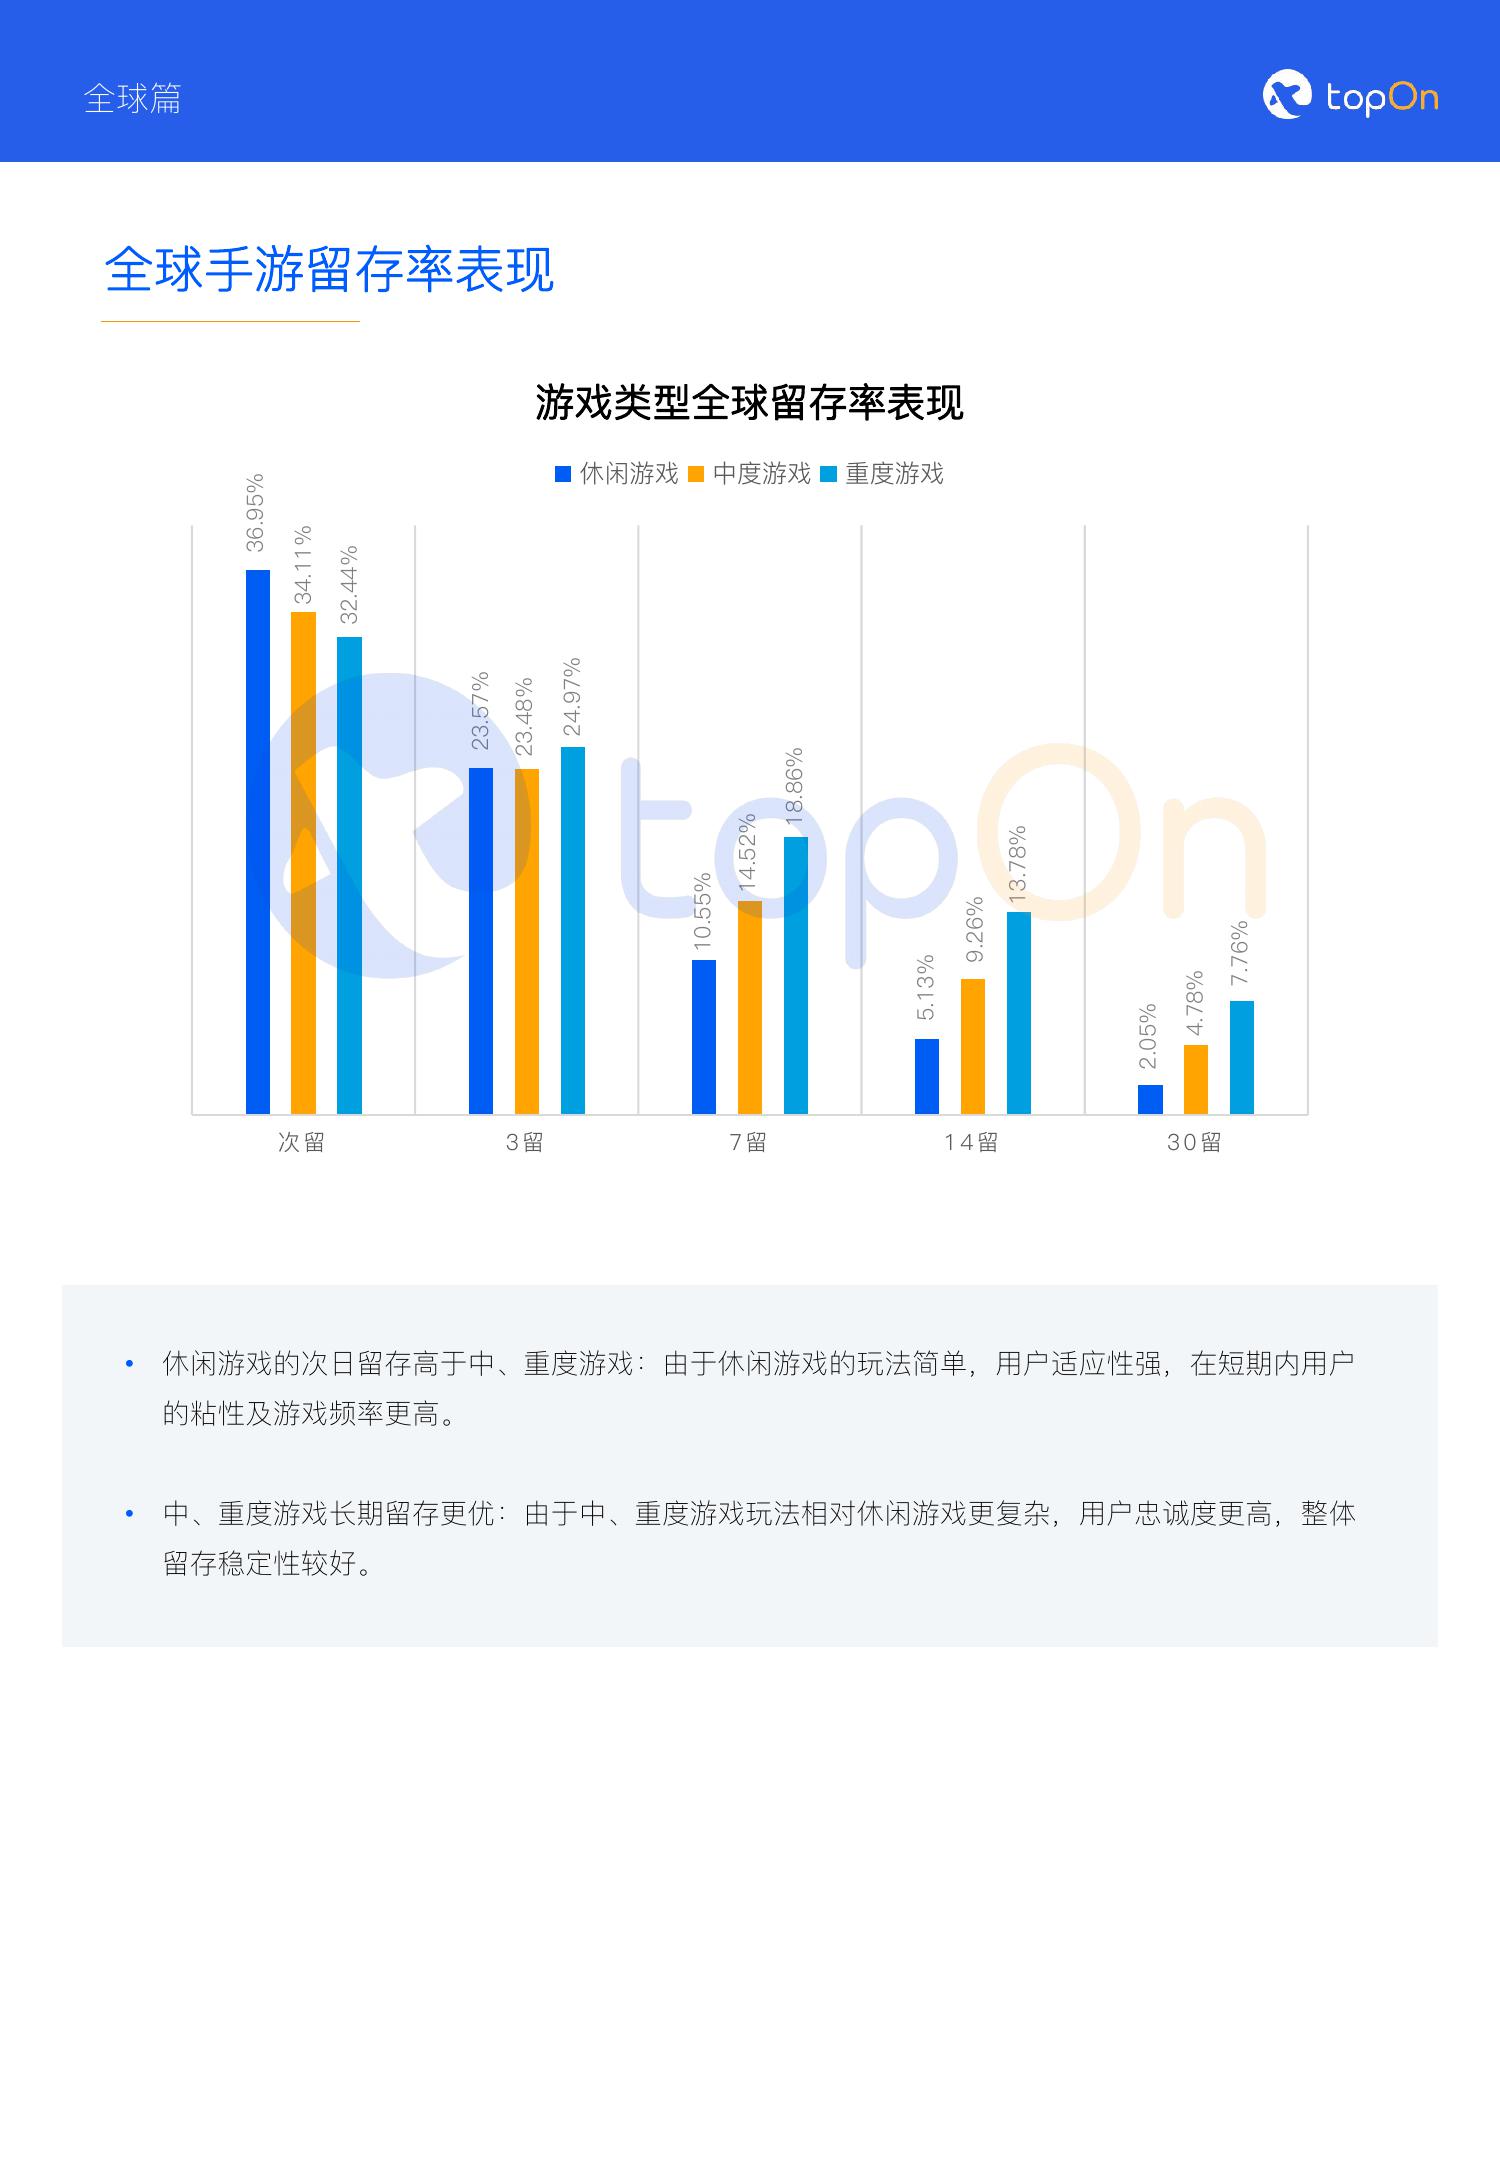 全球篇
topOn
全球手游留存率表现
游戏类型全球留存率表现
休闲游戏 中度游戏 重度游戏
36.95%
34.11%
32.44%
23.57%
23.48%
24.97%
10.55%
14.52%
18.86%
5.13%
9.26%
13.78%
2.05%
4.78%
7.76%
topOn
次留 3留 7留 14留 30留
• 休闲游戏的次日留存高于中、重度游戏：由于休闲游戏的玩法简单，用户适应性强，在短期内用户
的粘性及游戏频率更高。
• 中、重度游戏长期留存更优：由于中、重度游戏玩法相对休闲游戏更复杂，用户忠诚度更高，整体
留存稳定性较好。